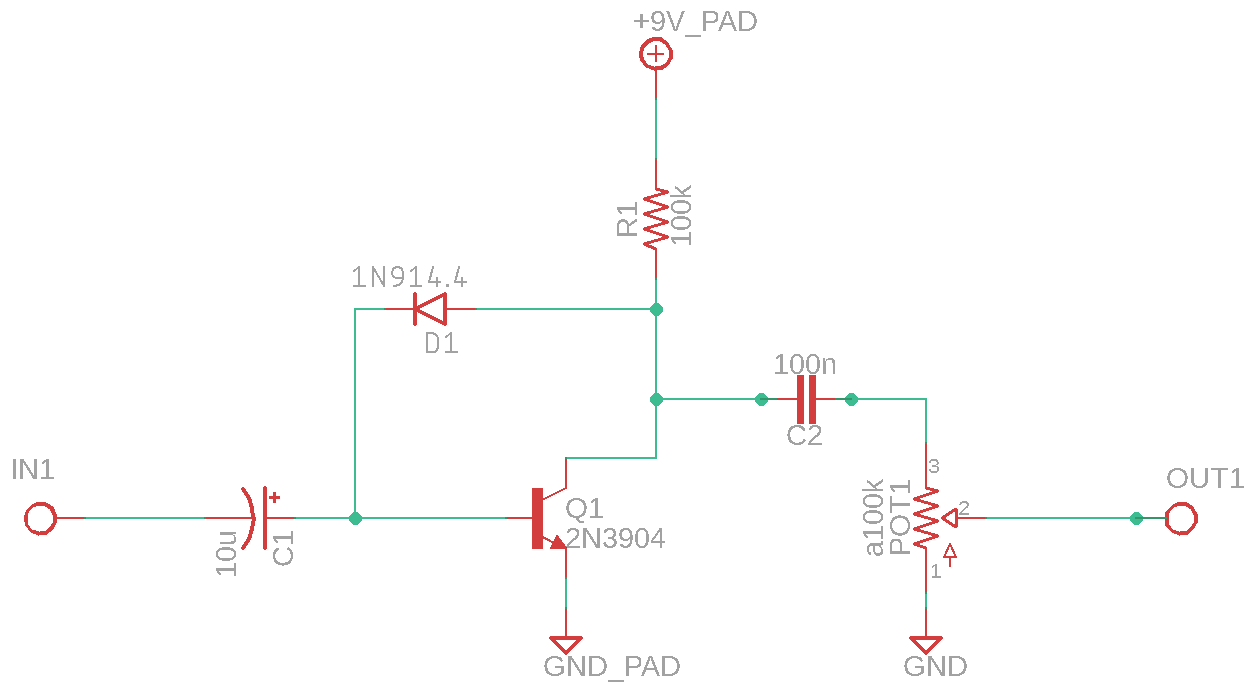 +9V_PAD
R1
100k
1N914.4
D1
100n
C2
IN1
10u
C1
+
Q1
2N3904
a100k
POT1
3
2
1
OUT1
GND_PAD
GND